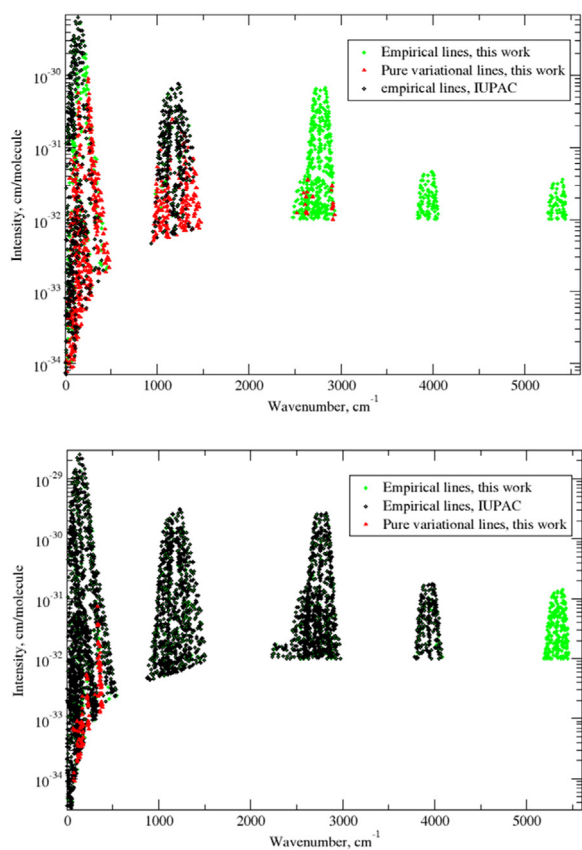 Empirical lines, this work
Pure variational lines, this work
empirical lines, IUPAC
Intensity, cm/molecule
10⁻³⁰
10⁻³¹
10⁻³²
10⁻³³
10⁻³⁴
0 1000 2000 3000 4000 5000
Wavenumber, cm⁻¹
Empirical lines, this work
Empirical lines, IUPAC
Pure variational lines, this work
Intensity, cm/molecule
10⁻²⁹
10⁻³⁰
10⁻³¹
10⁻³²
10⁻³³
10⁻³⁴
0 1000 2000 3000 4000 5000
Wavenumber, cm⁻¹